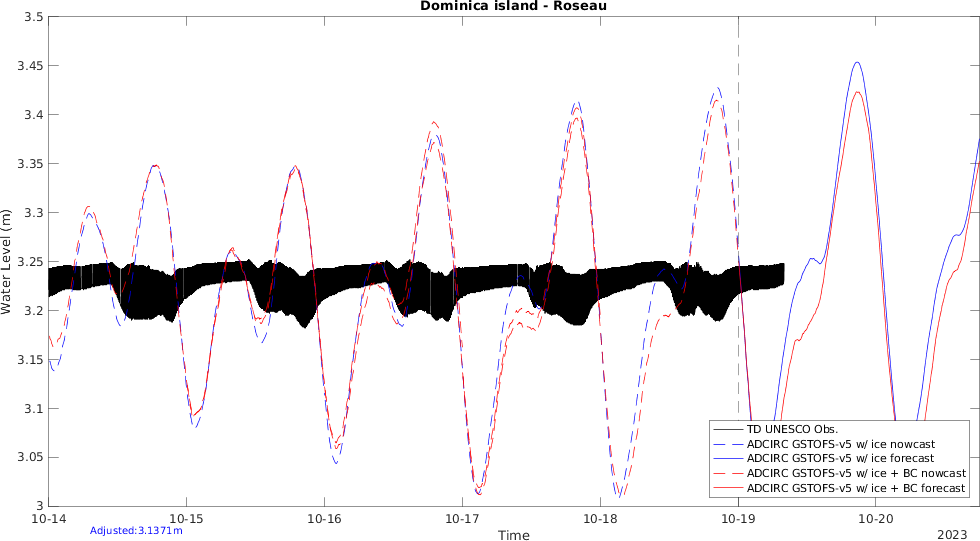 Dominica island - Roseau
3.5
3.45
3.4
3.35
3.3
3.25
3.2
3.15
3.1
3.05
3
Water Level (m)
10-14
10-15
10-16
10-17
10-18
10-19
10-20
Adjusted:3.1371m
Time
2023
TD UNESCO Obs.
ADCIRC GSTOFS-v5 w/ ice nowcast
ADCIRC GSTOFS-v5 w/ ice forecast
ADCIRC GSTOFS-v5 w/ ice + BC nowcast
ADCIRC GSTOFS-v5 w/ ice + BC forecast